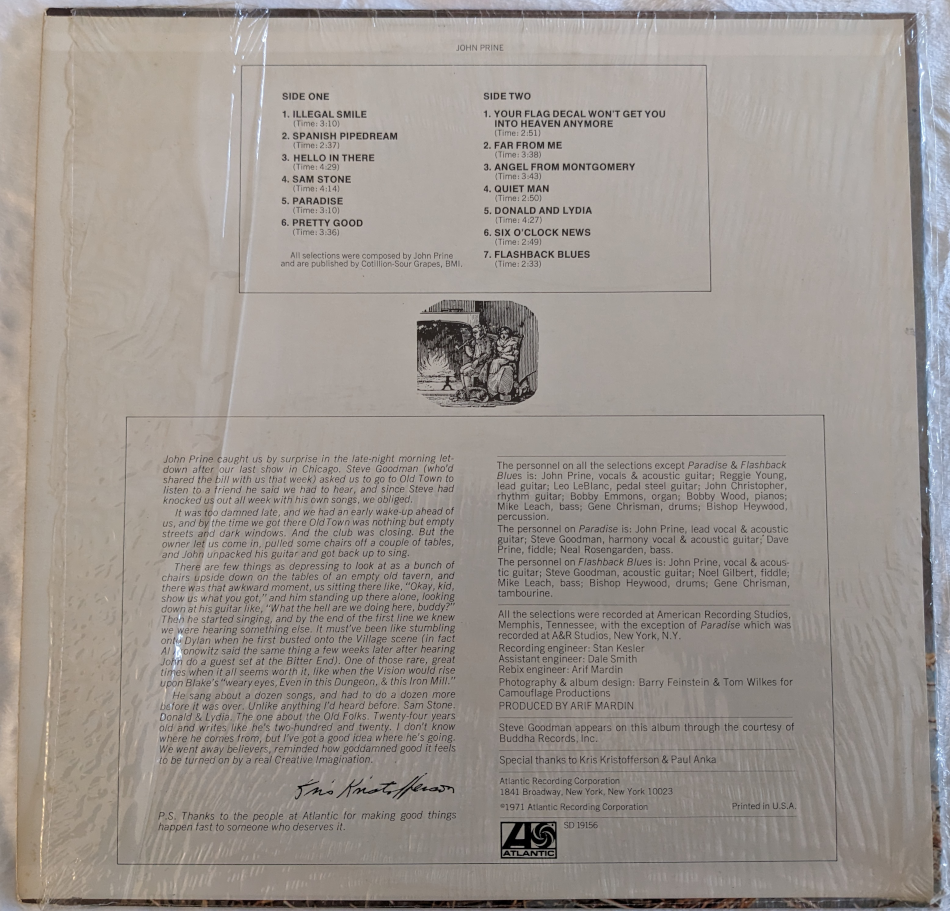 JOHN PRINE
SIDE ONE
1. ILLEGAL SMILE
(Time: 3:10)
2. SPANISH PIPEDREAM
(Time: 2:37)
3. HELLO IN THERE
(Time: 4:29)
4. SAM STONE
(Time: 4:14)
5. PARADISE
(Time: 3:10)
6. PRETTY GOOD
(Time: 3:36)
All selections were composed by John Prine
and are published by Cotillion-Sour Grapes, BMI.
SIDE TWO
1. YOUR FLAG DECAL WON'T GET YOU
INTO HEAVEN ANYMORE
(Time: 2:51)
2. FAR FROM ME
(Time: 3:38)
3. ANGEL FROM MONTGOMERY
(Time: 3:43)
4. QUIET MAN
(Time: 2:50)
5. DONALD AND LYDIA
(Time: 4:27)
6. SIX O'CLOCK NEWS
(Time: 2:49)
7. FLASHBACK BLUES
(Time: 2:33)
John Prine caught us by surprise in the late-night morning let-
down after our last show in Chicago. Steve Goodman (who'd
shared the bill with us that week) asked us to go to Old Town to
listen to a friend he said we had to hear, and since Steve had
knocked us out all week with his own songs, we obliged.
It was too damned late, and we had an early wake-up ahead of
us, and by the time we got there Old Town was nothing but empty
streets and dark windows. And the club was closing. But the
owner let us come in, pulled some chairs off a couple of tables,
and John unpacked his guitar and got back up to sing.
There are few things as depressing to look at as a bunch of
chairs upside down on the tables of an empty old tavern, and
there was that awkward moment, us sitting there like, "Okay, kid,
show us what you got," and him standing up there alone, looking
down at his guitar like, "What the hell are we doing here, buddy?"
Then he started singing, and by the end of the first line we knew
we were hearing something else. It must've been like stumbling
onto Dylan when he first busted onto the Village scene (in fact
Al Aronowitz said the same thing a few weeks later after hearing
John do a guest set at the Bitter End). One of those rare, great
times when it all seems worth it, like when the Vision would rise
upon Blake's "weary eyes, Even in this Dungeon, & this Iron Mill."
He sang about a dozen songs, and had to do a dozen more
before it was over. Unlike anything I'd heard before. Sam Stone.
Donald & Lydia. The one about the Old Folks. Twenty-four years
old and writes like he's two-hundred and twenty. I don't know
where he comes from, but I've got a good idea where he's going.
We went away believers, reminded how goddamned good it feels
to be turned on by a real Creative Imagination.
Kris Kristofferson
P.S. Thanks to the people at Atlantic for making good things
happen fast to someone who deserves it.
The personnel on all the selections except Paradise & Flashback
Blues is: John Prine, vocals & acoustic guitar; Reggie Young,
lead guitar; Leo LeBlanc, pedal steel guitar; John Christopher,
rhythm guitar; Bobby Emmons, organ; Bobby Wood, pianos;
Mike Leach, bass; Gene Chrisman, drums; Bishop Heywood,
percussion.
The personnel on Paradise is: John Prine, lead vocal & acoustic
guitar; Steve Goodman, harmony vocal & acoustic guitar; Dave
Prine, fiddle; Neal Rosengarden, bass.
The personnel on Flashback Blues is: John Prine, vocal & acous-
tic guitar; Steve Goodman, acoustic guitar; Noel Gilbert, fiddle;
Mike Leach, bass; Bishop Heywood, drums; Gene Chrisman,
tambourine.
All the selections were recorded at American Recording Studios,
Memphis, Tennessee, with the exception of Paradise which was
recorded at A&R Studios, New York, N.Y.
Recording engineer: Stan Kesler
Assistant engineer: Dale Smith
Rebix engineer: Arif Mardin
Photography & album design: Barry Feinstein & Tom Wilkes for
Camouflage Productions
PRODUCED BY ARIF MARDIN
Steve Goodman appears on this album through the courtesy of
Buddha Records, Inc.
Special thanks to Kris Kristofferson & Paul Anka
Atlantic Recording Corporation
1841 Broadway, New York, New York 10023
©1971 Atlantic Recording Corporation Printed in U.S.A.
ATLANTIC
SD 19156